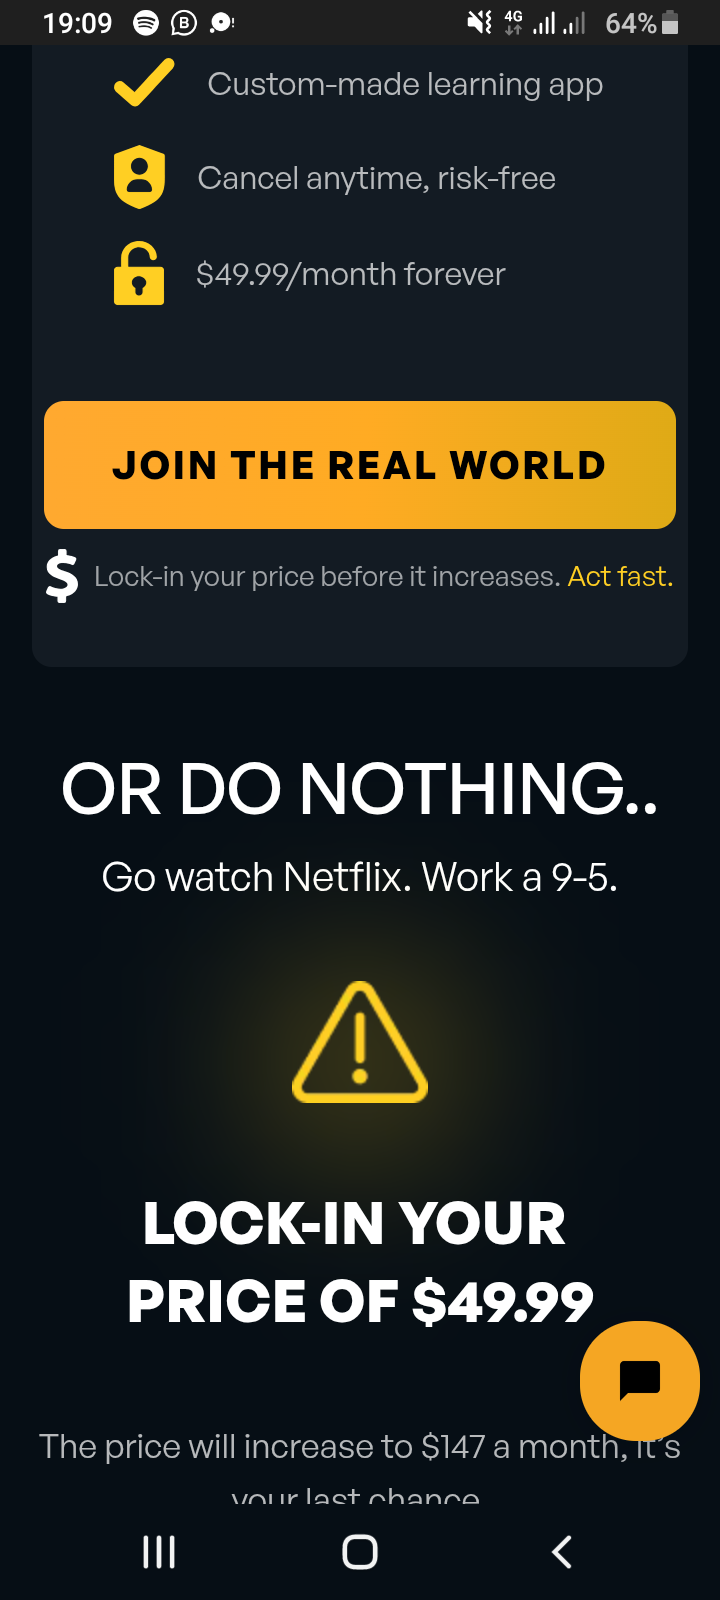 19:09 B 4G 64%
Custom-made learning app
Cancel anytime, risk-free
$49.99/month forever
JOIN THE REAL WORLD
$ Lock-in your price before it increases. Act fast.
OR DO NOTHING..
Go watch Netflix. Work a 9-5.
LOCK-IN YOUR
PRICE OF $49.99
The price will increase to $147 a month, it's
your last chance